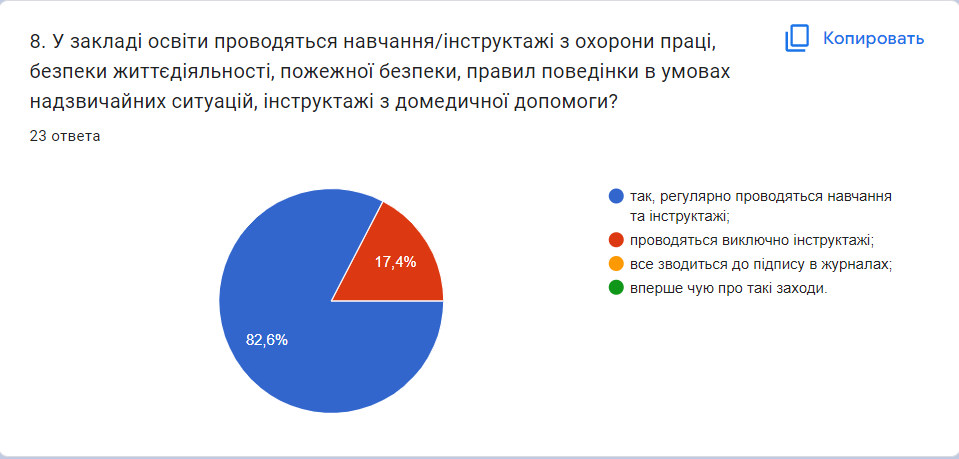 8. У закладі освіти проводяться навчання/інструктажі з охорони праці,
безпеки життєдіяльності, пожежної безпеки, правил поведінки в умовах
надзвичайних ситуацій, інструктажі з домедичної допомоги?
Копировать
23 ответа
так, регулярно проводяться навчання
та інструктажі;
проводяться виключно інструктажі;
все зводиться до підпису в журналах;
вперше чую про такі заходи.
17,4%
82,6%